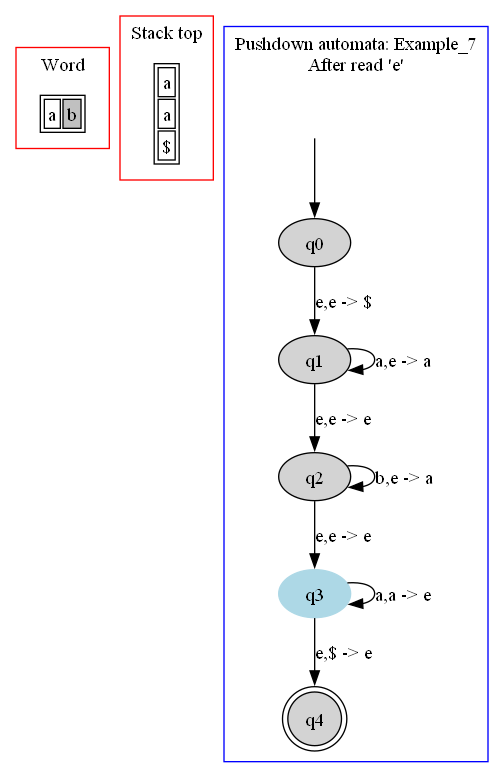 Word
a b
Stack top
a
a
$
Pushdown automata: Example_7
After read 'e'
q0
e,e -> $
q1
a,e -> a
e,e -> e
q2
b,e -> a
e,e -> e
q3
a,a -> e
e,$ -> e
q4